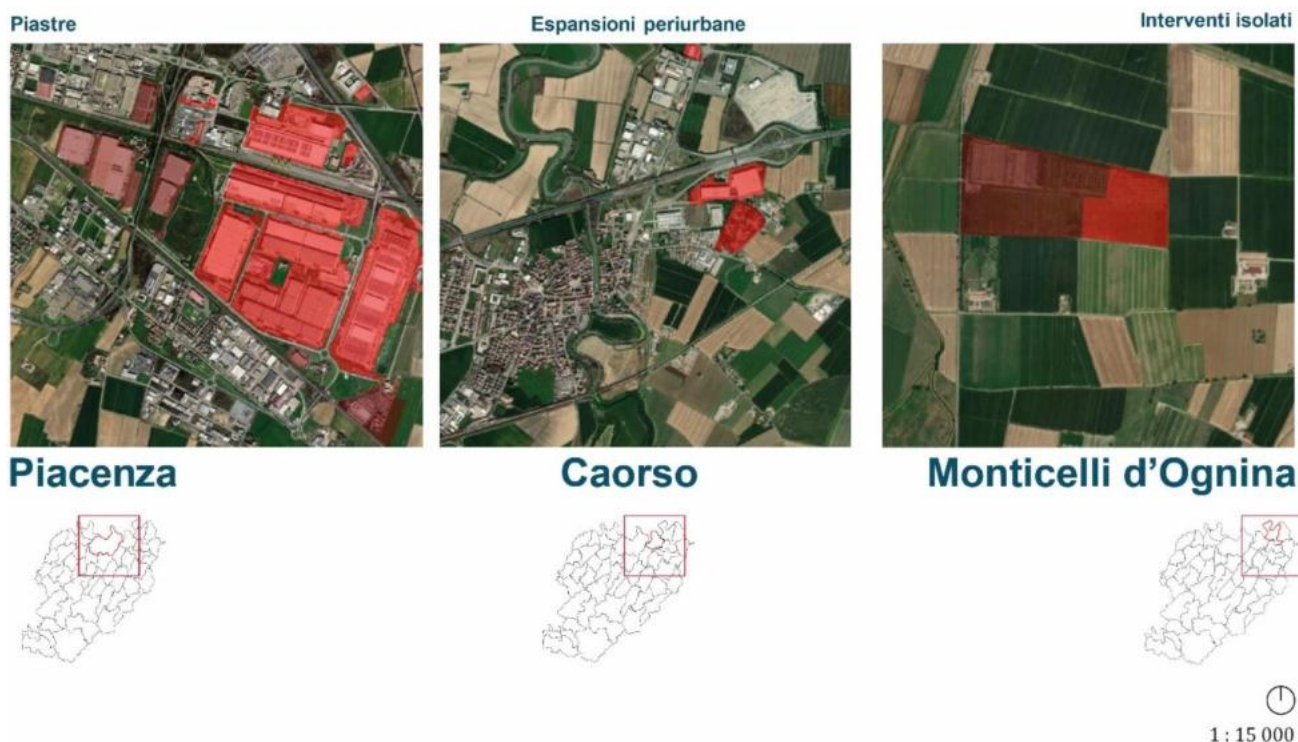 Piastre
Espansioni periurbane
Interventi isolati
Piacenza
Caorso
Monticelli d’Ognina
1 : 15 000